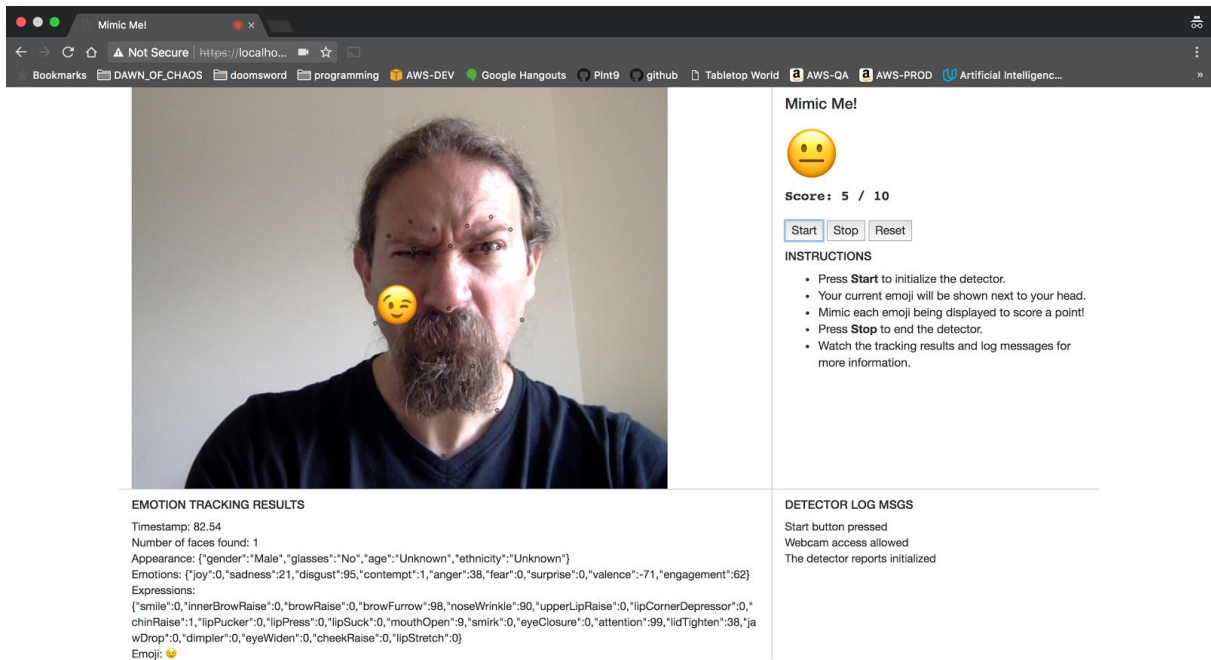 Mimic Me!
Not Secure | https://localho...
Bookmarks DAWN_OF_CHAOS doomsword programming AWS-DEV Google Hangouts PInt9 github Tabletop World AWS-QA AWS-PROD Artificial Intelligenc... »
Mimic Me!
Score: 5 / 10
Start Stop Reset
INSTRUCTIONS
• Press Start to initialize the detector.
• Your current emoji will be shown next to your head.
• Mimic each emoji being displayed to score a point!
• Press Stop to end the detector.
• Watch the tracking results and log messages for
more information.
EMOTION TRACKING RESULTS
Timestamp: 82.54
Number of faces found: 1
Appearance: {"gender":"Male","glasses":"No","age":"Unknown","ethnicity":"Unknown"}
Emotions: {"joy":0,"sadness":21,"disgust":95,"contempt":1,"anger":38,"fear":0,"surprise":0,"valence":-71,"engagement":62}
Expressions:
{"smile":0,"innerBrowRaise":0,"browRaise":0,"browFurrow":98,"noseWrinkle":90,"upperLipRaise":0,"lipCornerDepressor":0,"
chinRaise":1,"lipPucker":0,"lipPress":0,"lipSuck":0,"mouthOpen":9,"smirk":0,"eyeClosure":0,"attention":99,"lidTighten":38,"ja
wDrop":0,"dimpler":0,"eyeWiden":0,"cheekRaise":0,"lipStretch":0}
Emoji: 😉
DETECTOR LOG MSGS
Start button pressed
Webcam access allowed
The detector reports initialized